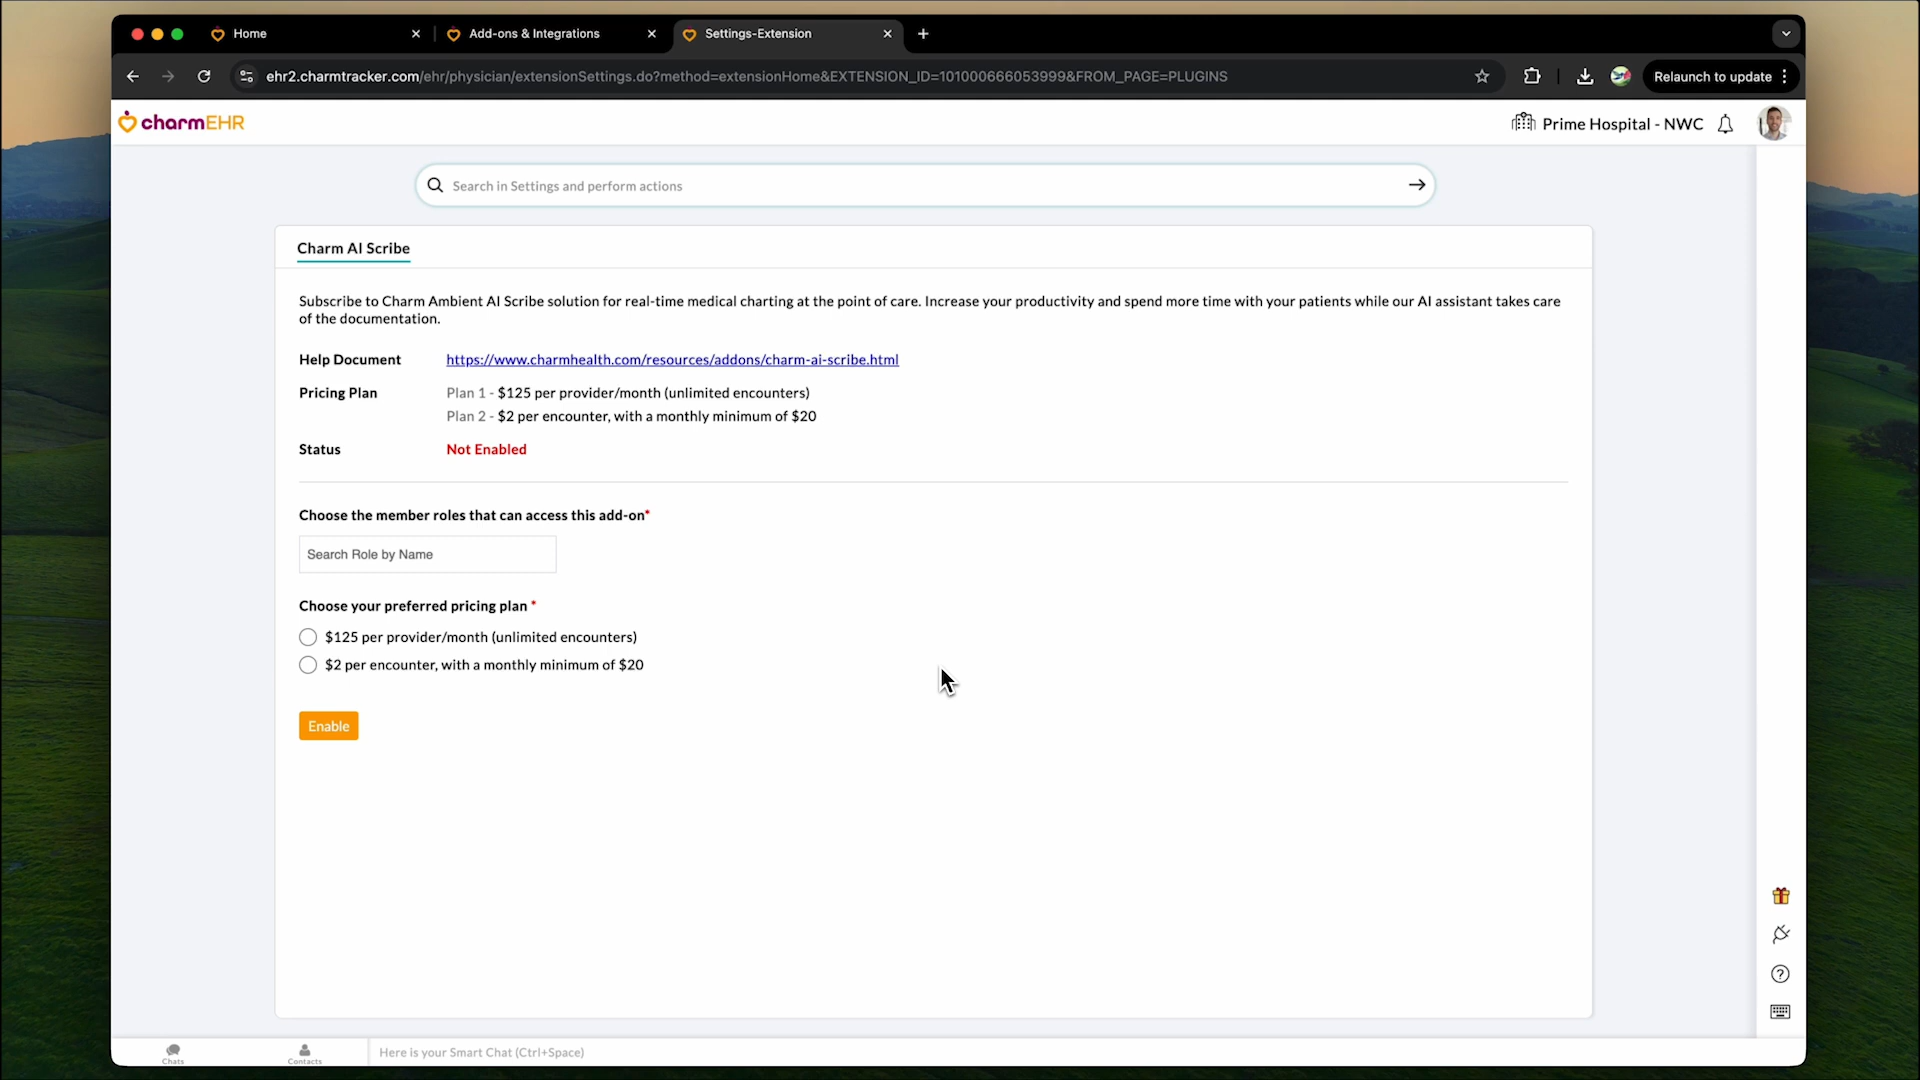 Home
Add-ons & Integrations
Settings-Extension
ehr2.charmtracker.com/ehr/physician/extensionSettings.do?method=extensionHome&EXTENSION_ID=101000666053999&FROM_PAGE=PLUGINS
Relaunch to update
charmEHR
Prime Hospital - NWC
Search in Settings and perform actions
Charm AI Scribe
Subscribe to Charm Ambient AI Scribe solution for real-time medical charting at the point of care. Increase your productivity and spend more time with your patients while our AI assistant takes care
of the documentation.
Help Document https://www.charmhealth.com/resources/addons/charm-ai-scribe.html
Pricing Plan Plan 1 - $125 per provider/month (unlimited encounters)
Plan 2 - $2 per encounter, with a monthly minimum of $20
Status Not Enabled
Choose the member roles that can access this add-on*
Search Role by Name
Choose your preferred pricing plan *
$125 per provider/month (unlimited encounters)
$2 per encounter, with a monthly minimum of $20
Enable
Chats
Contacts
Here is your Smart Chat (Ctrl+Space)